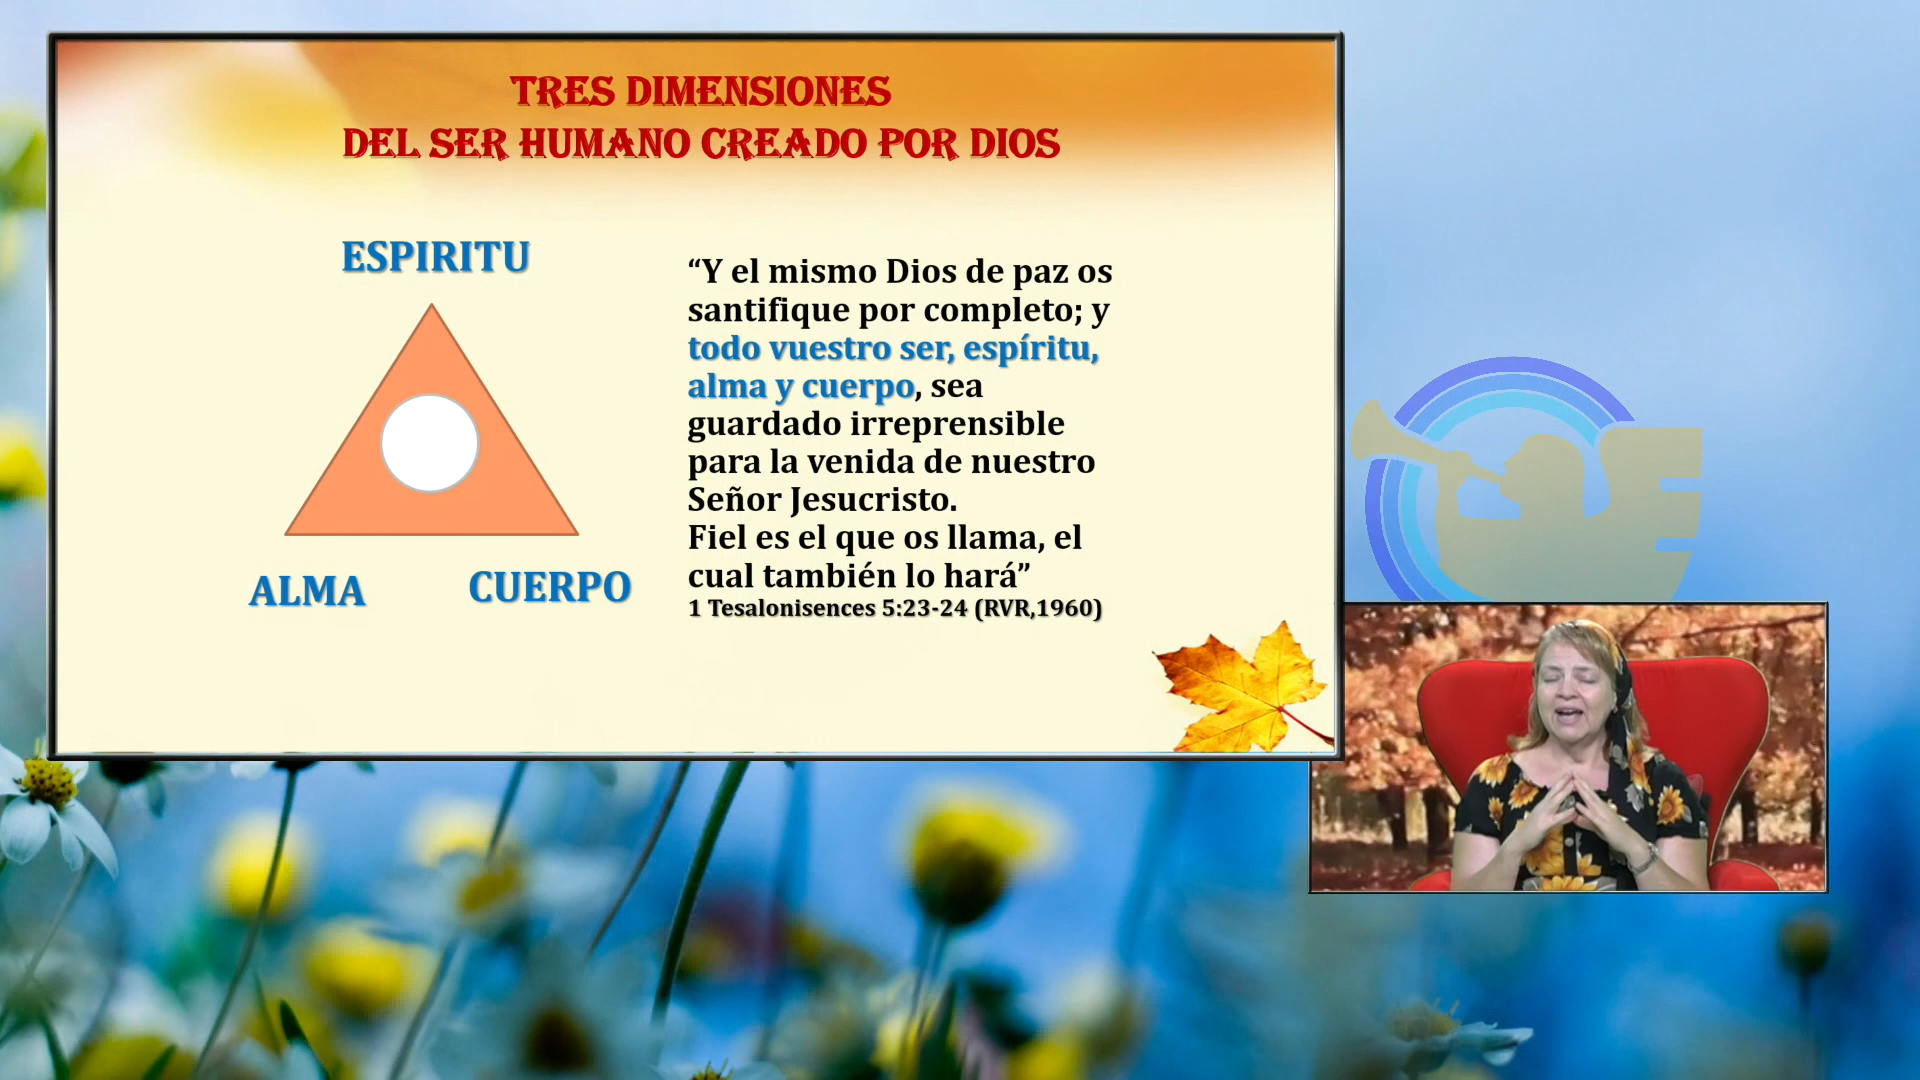 TRES DIMENSIONES
DEL SER HUMANO CREADO POR DIOS
ESPIRITU
ALMA
CUERPO
“Y el mismo Dios de paz os
santifique por completo; y
todo vuestro ser, espíritu,
alma y cuerpo, sea
guardado irreprensible
para la venida de nuestro
Señor Jesucristo.
Fiel es el que os llama, el
cual también lo hará”
1 Tesalonisences 5:23-24 (RVR,1960)